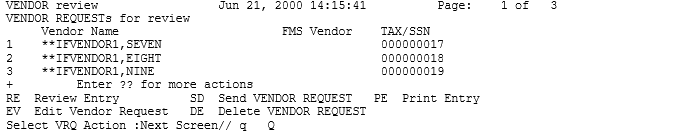 VENDOR review Jun 21, 2000 14:15:41 Page: 1 of 3
VENDOR REQUESTs for review
Vendor Name FMS Vendor TAX/SSN
1 **IFVENDOR1,SEVEN 000000017
2 **IFVENDOR1,EIGHT 000000018
3 **IFVENDOR1,NINE 000000019
+ Enter ?? for more actions
RE Review Entry SD Send VENDOR REQUEST PE Print Entry
EV Edit Vendor Request DE Delete VENDOR REQUEST
Select VRQ Action :Next Screen// q Q